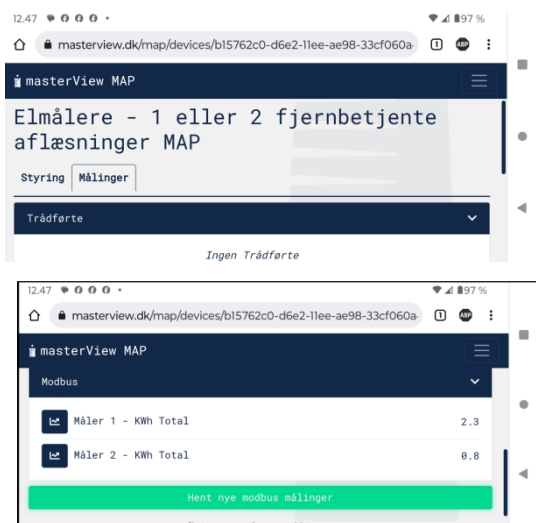 12.47 97 %
masterview.dk/map/devices/b15762c0-d6e2-11ee-ae98-33cf060a- 1 ABP
masterView MAP
Elmålere - 1 eller 2 fjernbetjente
aflæsninger MAP
Styring Målinger
Trådførte
Ingen Trådførte
12.47 97 %
masterview.dk/map/devices/b15762c0-d6e2-11ee-ae98-33cf060a- 1 ABP
masterView MAP
Modbus
Måler 1 - KWh Total 2.3
Måler 2 - KWh Total 0.8
Hent nye modbus målinger